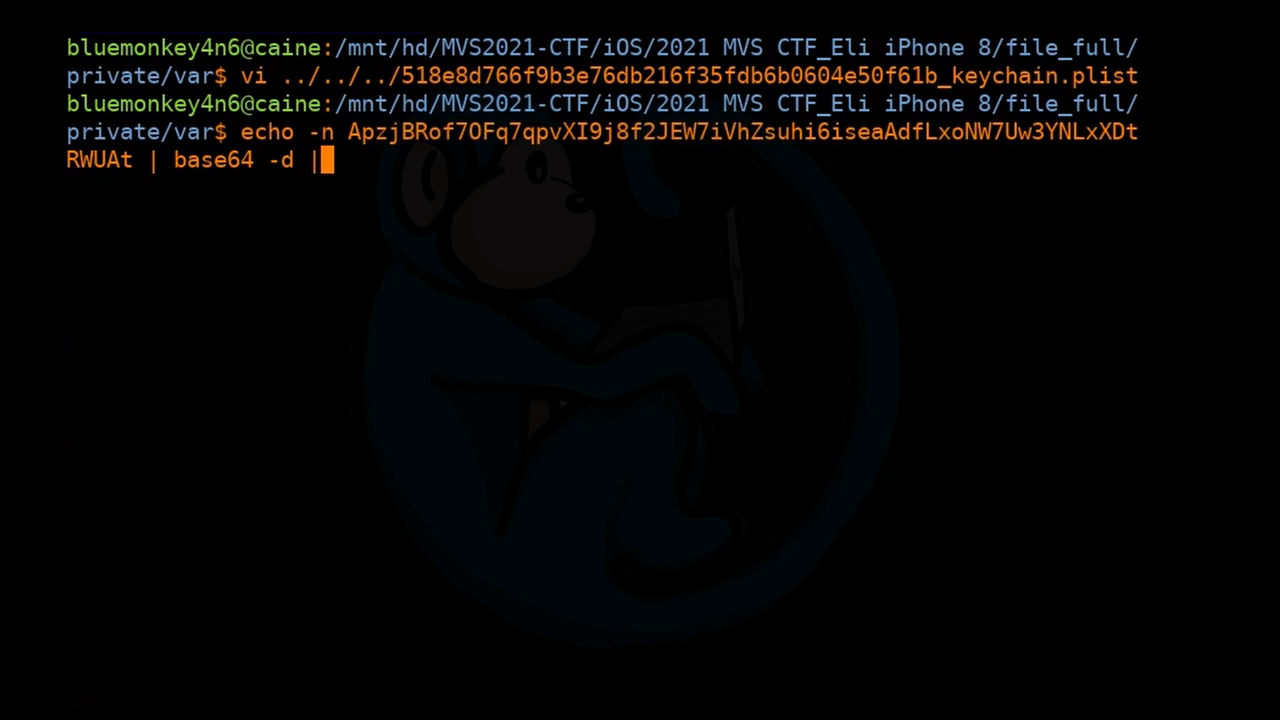 bluemonkey4n6@caine:/mnt/hd/MVS2021-CTF/iOS/2021 MVS CTF_Eli iPhone 8/file_full/
private/var$ vi ../../../518e8d766f9b3e76db216f35fdb6b0604e50f61b_keychain.plist
bluemonkey4n6@caine:/mnt/hd/MVS2021-CTF/iOS/2021 MVS CTF_Eli iPhone 8/file_full/
private/var$ echo -n ApzjBRof7OFq7qpvXI9j8f2JEW7iVhZsuhi6iseaAdfLxoNW7Uw3YNLxXDt
RWUAt | base64 -d |